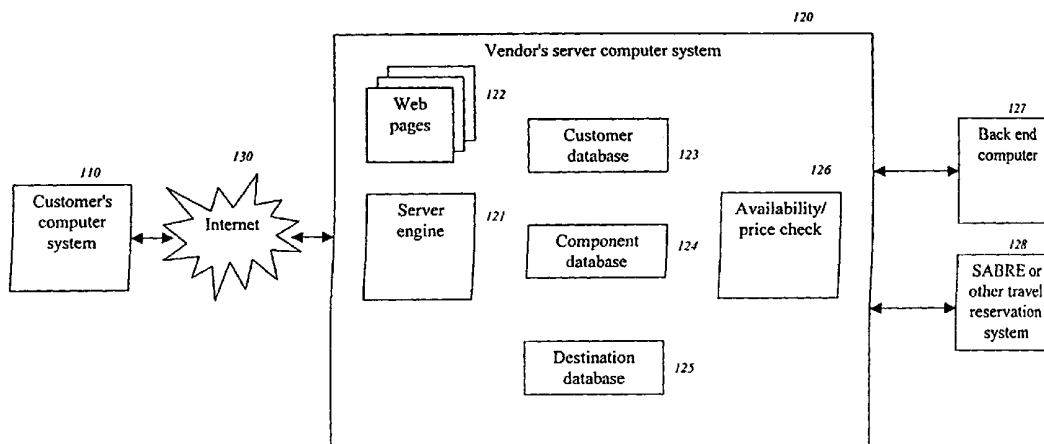 120
Vendor's server computer system
Web
pages
122
Customer
database
123
127
Back end
computer
110
Customer's
computer
system
130
Internet
Server
engine
121
126
Availability/
price check
Component
database
124
128
SABRE or
other travel
reservation
system
Destination
database
125